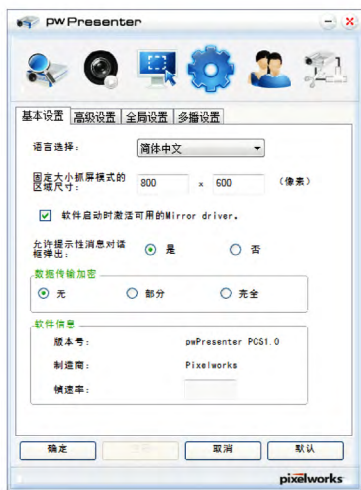 pwPresenter
基本设置 高级设置 全局设置 多播设置
语言选择: 简体中文
固定大小抓屏模式的
区域尺寸: 800 x 600 (像素)
软件启动时激活可用的Mirror driver。
允许提示性消息对话
框弹出: 是 否
数据传输加密
无 部分 完全
软件信息
版本号: pwPresenter PCS1.0
制造商: Pixelworks
帧速率:
确定 取消 默认
pixelworks